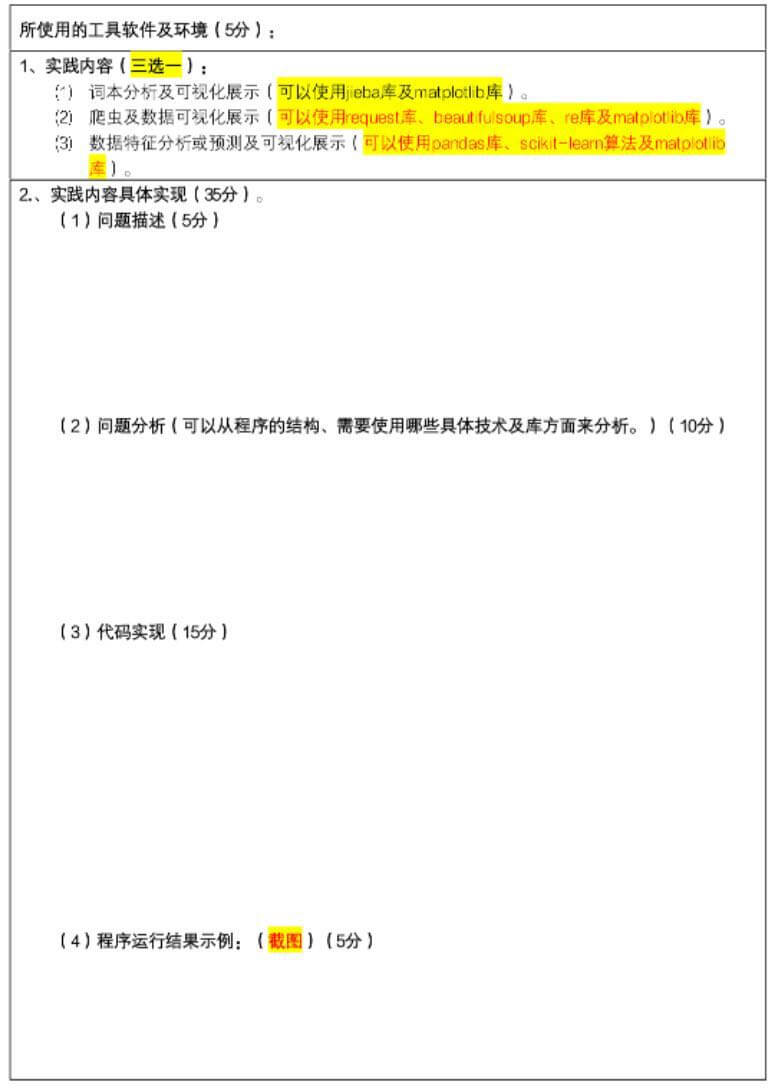 所使用的工具软件及环境（5分）：
1、实践内容（三选一）：
(1) 词本分析及可视化展示（可以使用jieba库及matplotlib库）。
(2) 爬虫及数据可视化展示（可以使用request库、beautifulsoup库、re库及matplotlib库）。
(3) 数据特征分析或预测及可视化展示（可以使用pandas库、scikit-learn算法及matplotlib
库）。
2.、实践内容具体实现（35分）。
（1）问题描述（5分）
（2）问题分析（可以从程序的结构、需要使用哪些具体技术及库方面来分析。）（10分）
（3）代码实现（15分）
（4）程序运行结果示例：（截图）（5分）